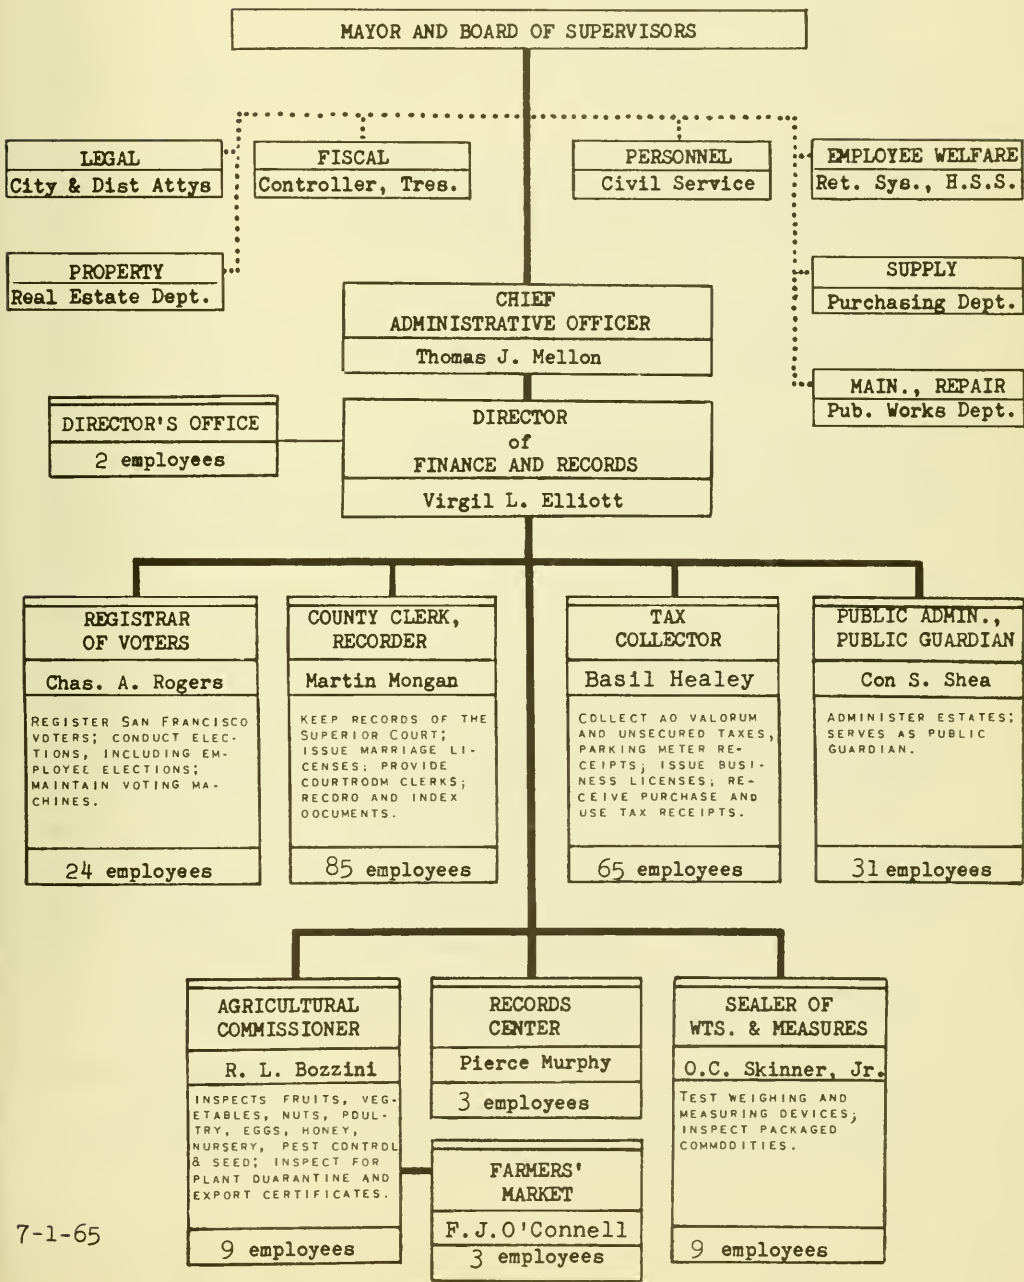 MAYOR AND BOARD OF SUPERVISORS
LEGAL
City & Dist Attys
FISCAL
Controller, Tres.
PERSONNEL
Civil Service
EMPLOYEE WELFARE
Ret. Sys., H.S.S.
PROPERTY
Real Estate Dept.
SUPPLY
Purchasing Dept.
CHIEF
ADMINISTRATIVE OFFICER
Thomas J. Mellon
MAIN., REPAIR
Pub. Works Dept.
DIRECTOR'S OFFICE
2 employees
DIRECTOR
of
FINANCE AND RECORDS
Virgil L. Elliott
REGISTRAR
OF VOTERS
Chas. A. Rogers
REGISTER SAN FRANCISCO
VOTERS; CONDUCT ELEC-
TIONS, INCLUDING EM-
PLOYEE ELECTIONS;
MAINTAIN VOTING MA-
CHINES.
24 employees
COUNTY CLERK,
RECORDER
Martin Mongan
KEEP RECORDS OF THE
SUPERIOR COURT;
ISSUE MARRIAGE LI-
CENSES; PROVIDE
COURTROOM CLERKS;
RECORD AND INDEX
DOCUMENTS.
85 employees
TAX
COLLECTOR
Basil Healey
COLLECT AD VALORUM
AND UNSECURED TAXES,
PARKING METER RE-
CEIPTS; ISSUE BUSI-
NESS LICENSES; RE-
CEIVE PURCHASE AND
USE TAX RECEIPTS.
65 employees
PUBLIC ADMIN.,
PUBLIC GUARDIAN
Con S. Shea
ADMINISTER ESTATES;
SERVES AS PUBLIC
GUARDIAN.
31 employees
AGRICULTURAL
COMMISSIONER
R. L. Bozzini
INSPECTS FRUITS, VEG-
ETABLES, NUTS, POUL-
TRY, EGGS, HONEY,
NURSERY, PEST CONTROL
& SEED; INSPECT FOR
PLANT QUARANTINE AND
EXPORT CERTIFICATES.
9 employees
RECORDS
CENTER
Pierce Murphy
3 employees
FARMERS'
MARKET
F.J.O'Connell
3 employees
SEALER OF
WTS. & MEASURES
O.C. Skinner, Jr.
TEST WEIGHING AND
MEASURING DEVICES;
INSPECT PACKAGED
COMMODITIES.
9 employees
7-1-65